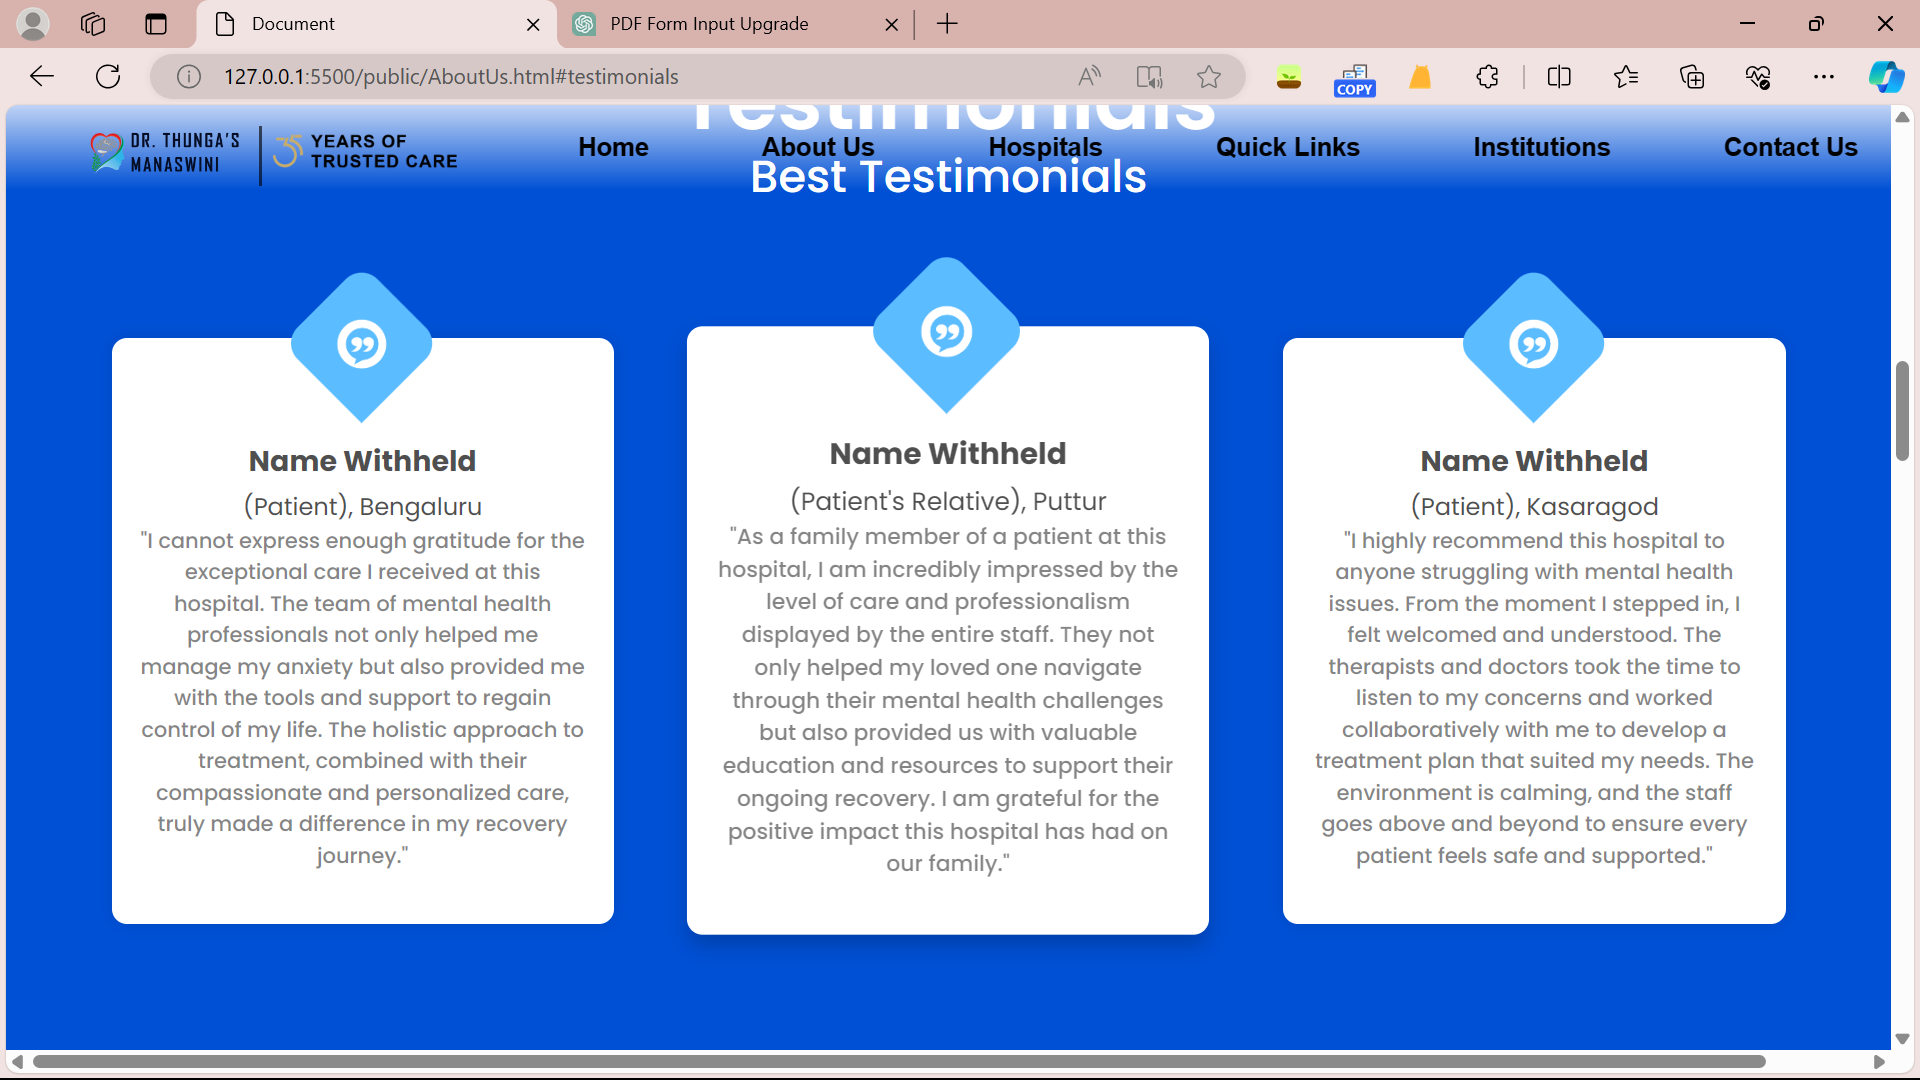 Document
PDF Form Input Upgrade
127.0.0.1:5500/public/AboutUs.html#testimonials
COPY
Testimonials
DR. THUNGA'S
MANASWINI
35 YEARS OF
TRUSTED CARE
Home
About Us
Hospitals
Quick Links
Institutions
Contact Us
Best Testimonials
Name Withheld
(Patient), Bengaluru
"I cannot express enough gratitude for the
exceptional care I received at this
hospital. The team of mental health
professionals not only helped me
manage my anxiety but also provided me
with the tools and support to regain
control of my life. The holistic approach to
treatment, combined with their
compassionate and personalized care,
truly made a difference in my recovery
journey."
Name Withheld
(Patient's Relative), Puttur
"As a family member of a patient at this
hospital, I am incredibly impressed by the
level of care and professionalism
displayed by the entire staff. They not
only helped my loved one navigate
through their mental health challenges
but also provided us with valuable
education and resources to support their
ongoing recovery. I am grateful for the
positive impact this hospital has had on
our family."
Name Withheld
(Patient), Kasaragod
"I highly recommend this hospital to
anyone struggling with mental health
issues. From the moment I stepped in, I
felt welcomed and understood. The
therapists and doctors took the time to
listen to my concerns and worked
collaboratively with me to develop a
treatment plan that suited my needs. The
environment is calming, and the staff
goes above and beyond to ensure every
patient feels safe and supported."